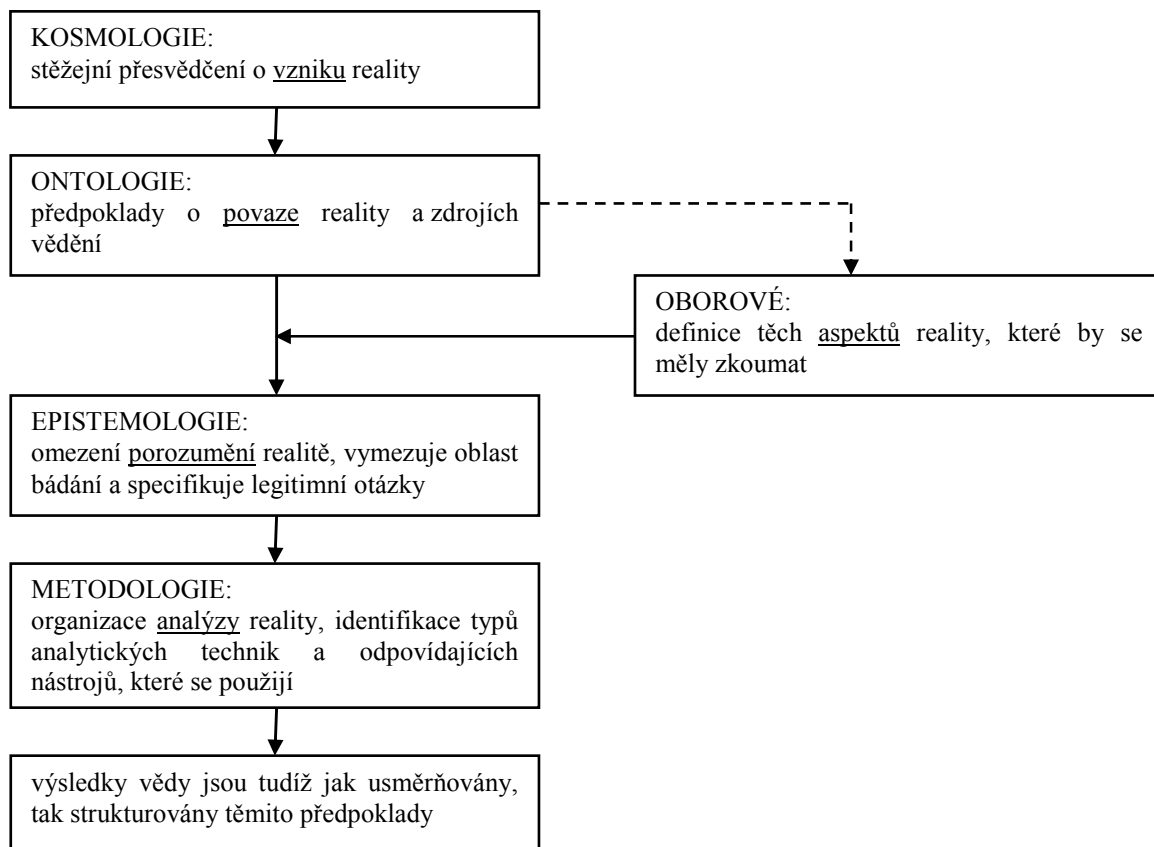 KOSMOLOGIE:
stěžejní přesvědčení o vzniku reality
ONTOLOGIE:
předpoklady o povaze reality a zdrojích
vědění
OBOROVÉ:
definice těch aspektů reality, které by se
měly zkoumat
EPISTEMOLOGIE:
omezení porozumění realitě, vymezuje oblast
bádání a specifikuje legitimní otázky
METODOLOGIE:
organizace analýzy reality, identifikace typů
analytických technik a odpovídajících
nástrojů, které se použijí
výsledky vědy jsou tudíž jak usměrňovány,
tak strukturovány těmito předpoklady